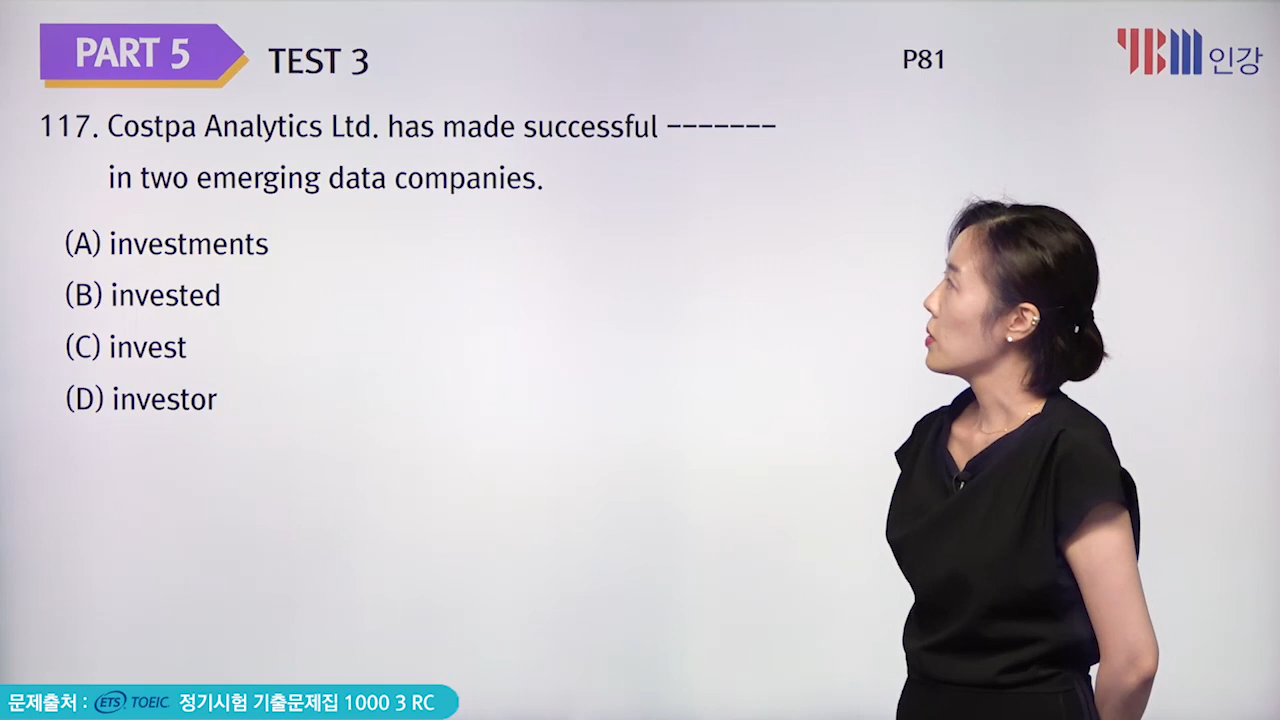 PART 5
TEST 3
P81
YBM 인강
117. Costpa Analytics Ltd. has made successful -------
in two emerging data companies.
(A) investments
(B) invested
(C) invest
(D) investor
문제출처 : ETS TOEIC 정기시험 기출문제집 1000 3 RC